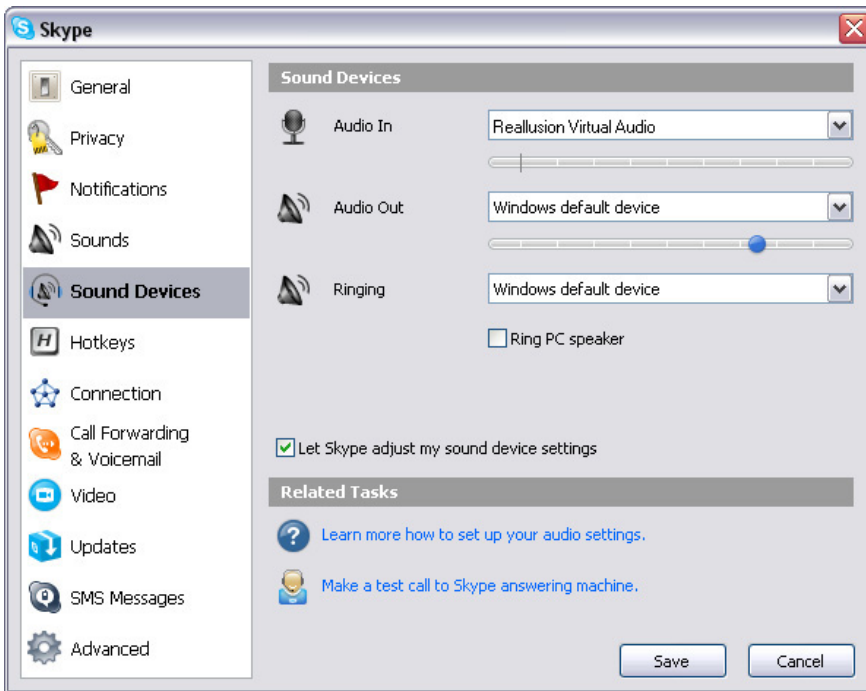 Skype
General
Privacy
Notifications
Sounds
Sound Devices
Hotkeys
Connection
Call Forwarding
& Voicemail
Video
Updates
SMS Messages
Advanced
Sound Devices
Audio In
Reallusion Virtual Audio
Audio Out
Windows default device
Ringing
Windows default device
Ring PC speaker
Let Skype adjust my sound device settings
Related Tasks
Learn more how to set up your audio settings.
Make a test call to Skype answering machine.
Save
Cancel